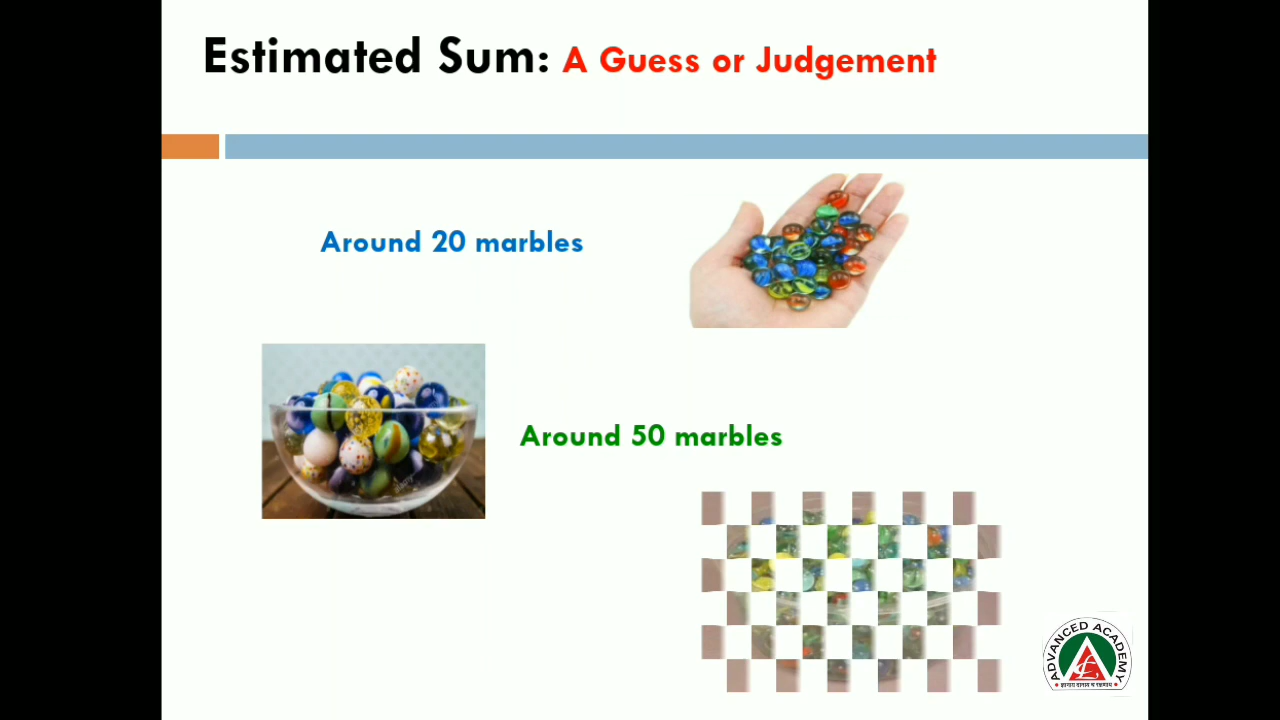 Estimated Sum: A Guess or Judgement
Around 20 marbles
Around 50 marbles
ADVANCED ACADEMY